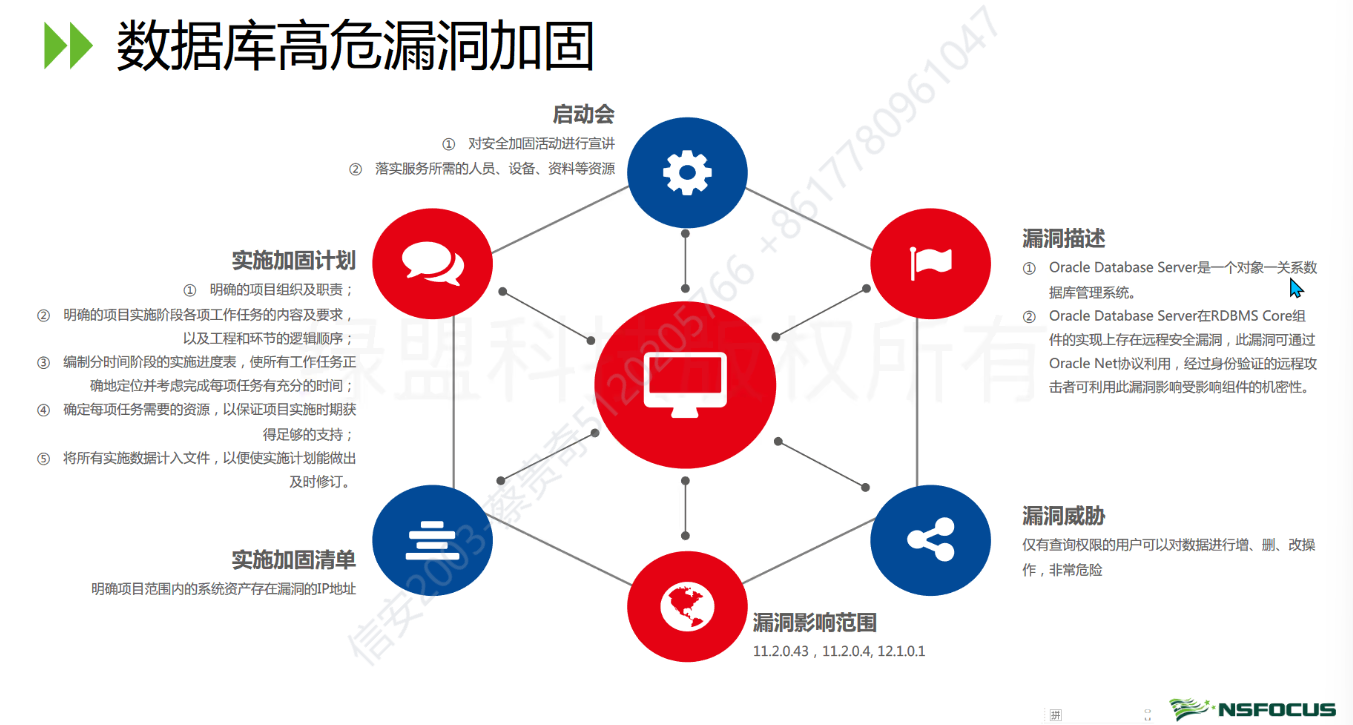 数据库高危漏洞加固
启动会
① 对安全加固活动进行宣讲
② 落实服务所需的人员、设备、资料等资源
实施加固计划
① 明确的项目组织及职责；
② 明确的项目实施阶段各项工作任务的内容及要求，
以及工程和环节的逻辑顺序；
③ 编制分时间阶段的实施进度表，使所有工作任务正
确地定位并考虑完成每项任务有充分的时间；
④ 确定每项任务需要的资源，以保证项目实施时期获
得足够的支持；
⑤ 将所有实施数据计入文件，以便使实施计划能做出
及时修订。
实施加固清单
明确项目范围内的系统资产存在漏洞的IP地址
漏洞描述
① Oracle Database Server是一个对象一关系数
据库管理系统。
② Oracle Database Server在RDBMS Core组
件的实现上存在远程安全漏洞，此漏洞可通过
Oracle Net协议利用，经过身份验证的远程攻
击者可利用此漏洞影响受影响组件的机密性。
漏洞威胁
仅有查询权限的用户可以对数据进行增、删、改操
作，非常危险
漏洞影响范围
11.2.0.43，11.2.0.4, 12.1.0.1
绿盟科技版权所有
信安2003-蔡贵奇512020205766 +8617780961047
NSFOCUS
拼